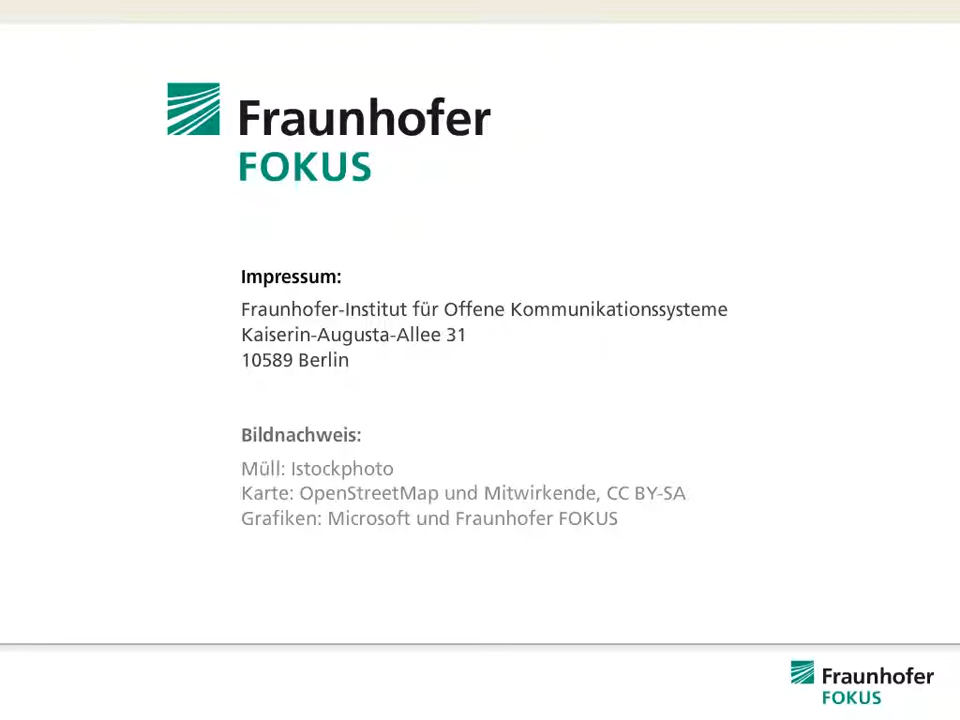 Fraunhofer
FOKUS
Impressum:
Fraunhofer-Institut für Offene Kommunikationssysteme
Kaiserin-Augusta-Allee 31
10589 Berlin
Bildnachweis:
Müll: Istockphoto
Karte: OpenStreetMap und Mitwirkende, CC BY-SA
Grafiken: Microsoft und Fraunhofer FOKUS
Fraunhofer
FOKUS